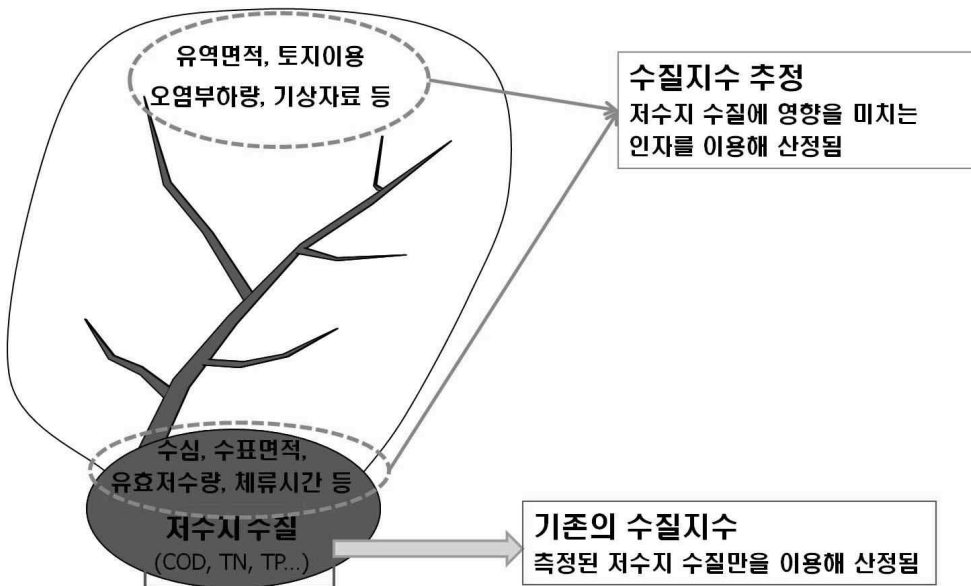 유역면적, 토지이용
오염부하량, 기상자료 등
수질지수 추정
저수지 수질에 영향을 미치는
인자를 이용해 산정됨
수심, 수표면적,
유효저수량, 체류시간 등
저수지 수질
(COD, TN, TP...)
기존의 수질지수
측정된 저수지 수질만을 이용해 산정됨